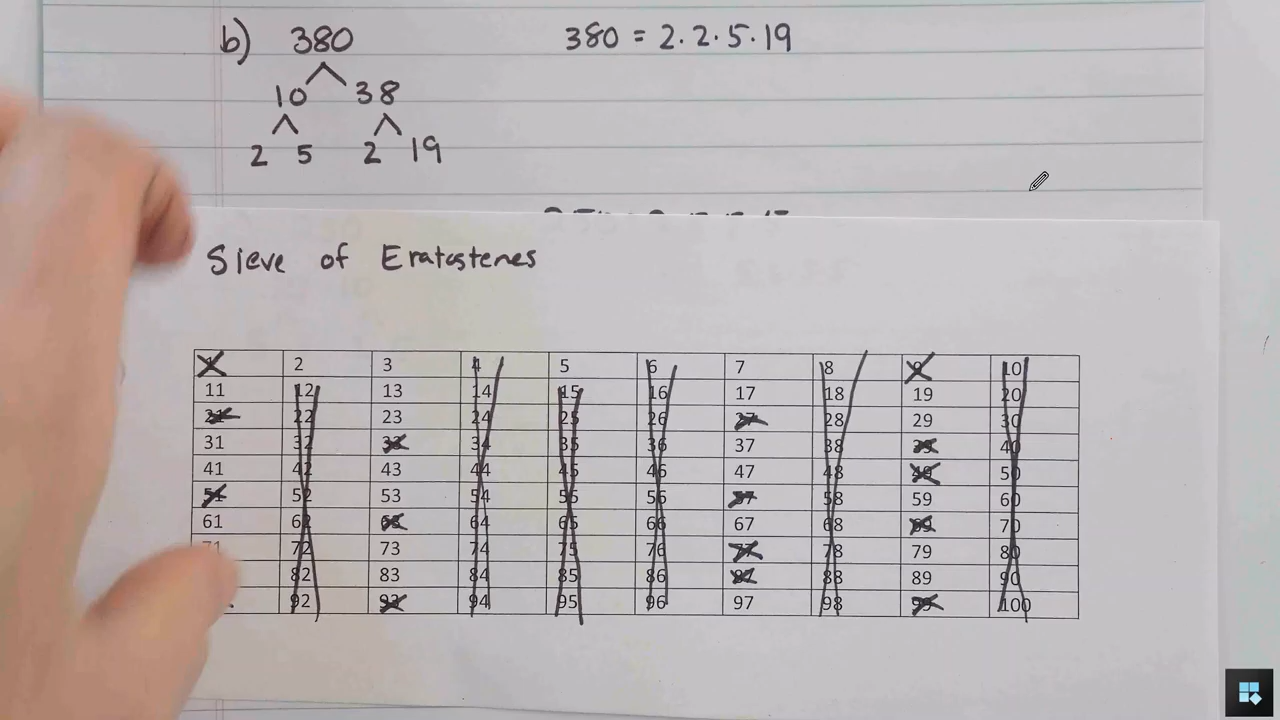 b) 380 380 = 2·2·5·19
10 38
2 5 2 19
Sieve of Eratostenes
1 2 3 4 5 6 7 8 9 10
11 12 13 14 15 16 17 18 19 20
21 22 23 24 25 26 27 28 29 30
31 32 33 34 35 36 37 38 39 40
41 42 43 44 45 46 47 48 49 50
51 52 53 54 55 56 57 58 59 60
61 62 63 64 65 66 67 68 69 70
71 72 73 74 75 76 77 78 79 80
82 83 84 85 86 87 88 89 90
92 93 94 95 96 97 98 99 100